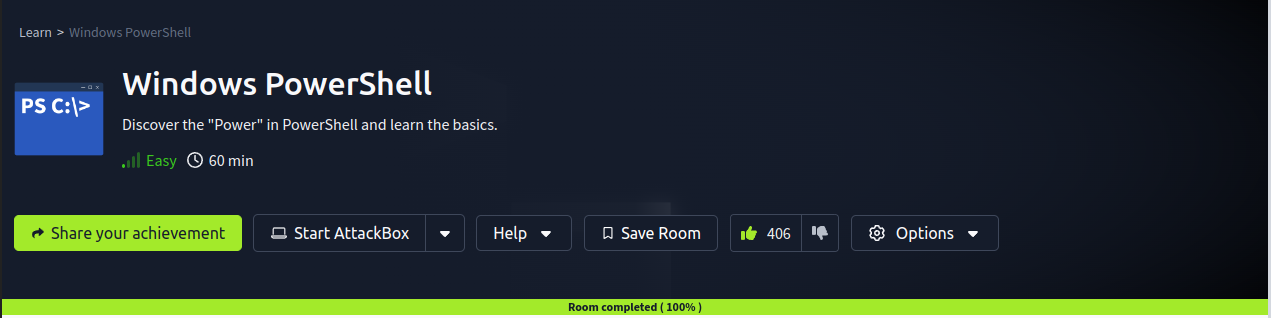 Learn > Windows PowerShell
PS C:\>
Windows PowerShell
Discover the "Power" in PowerShell and learn the basics.
Easy 60 min
Share your achievement Start AttackBox Help Save Room 406 Options
Room completed ( 100% )